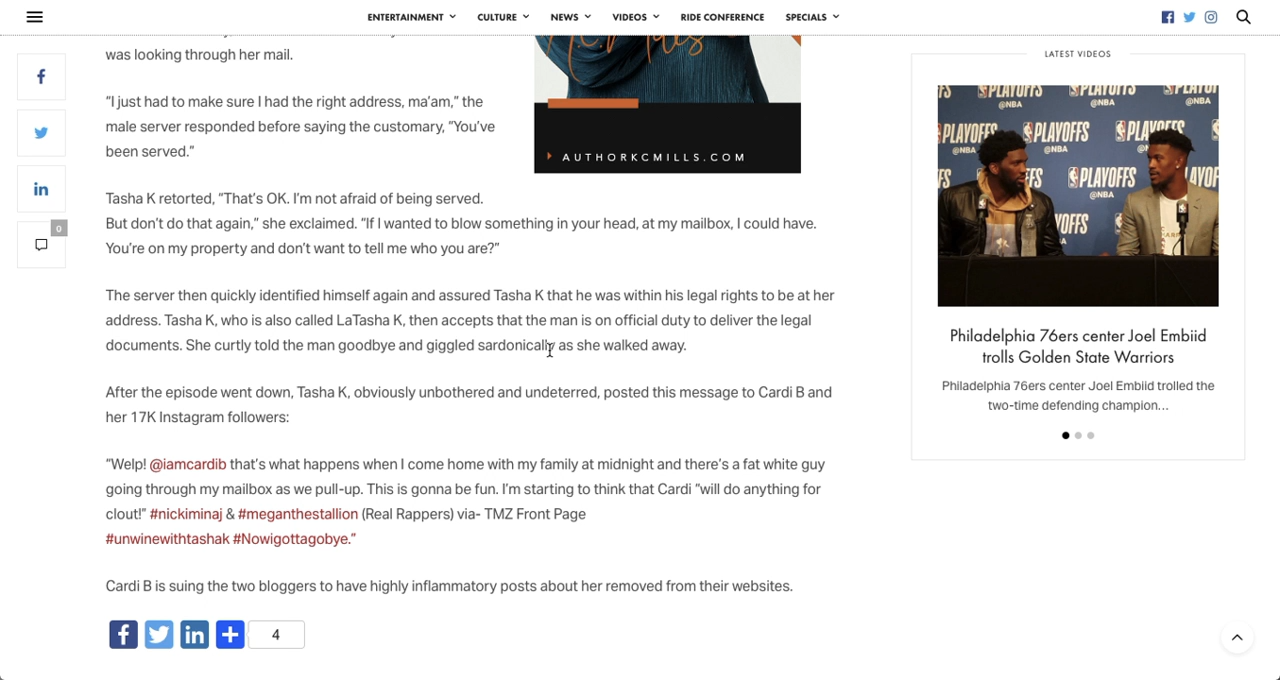 ENTERTAINMENT CULTURE NEWS VIDEOS RIDE CONFERENCE SPECIALS
was looking through her mail.
“I just had to make sure I had the right address, ma’am,” the
male server responded before saying the customary, “You’ve
been served.”
AUTHORKCMILLS.COM
Tasha K retorted, “That’s OK. I’m not afraid of being served.
But don’t do that again,” she exclaimed. “If I wanted to blow something in your head, at my mailbox, I could have.
You’re on my property and don’t want to tell me who you are?”
The server then quickly identified himself again and assured Tasha K that he was within his legal rights to be at her
address. Tasha K, who is also called LaTasha K, then accepts that the man is on official duty to deliver the legal
documents. She curtly told the man goodbye and giggled sardonically as she walked away.
After the episode went down, Tasha K, obviously unbothered and undeterred, posted this message to Cardi B and
her 17K Instagram followers:
“Welp! @iamcardib that’s what happens when I come home with my family at midnight and there’s a fat white guy
going through my mailbox as we pull-up. This is gonna be fun. I’m starting to think that Cardi “will do anything for
clout!” #nickiminaj & #meganthestallion (Real Rappers) via- TMZ Front Page
#unwinewithtashak #Nowigottagobye.”
Cardi B is suing the two bloggers to have highly inflammatory posts about her removed from their websites.
4
0
LATEST VIDEOS
PLAYOFFS
@NBA
PLAYOFFS
@NBA
PLAYOFFS
@NBA
Philadelphia 76ers center Joel Embiid
trolls Golden State Warriors
Philadelphia 76ers center Joel Embiid trolled the
two-time defending champion...